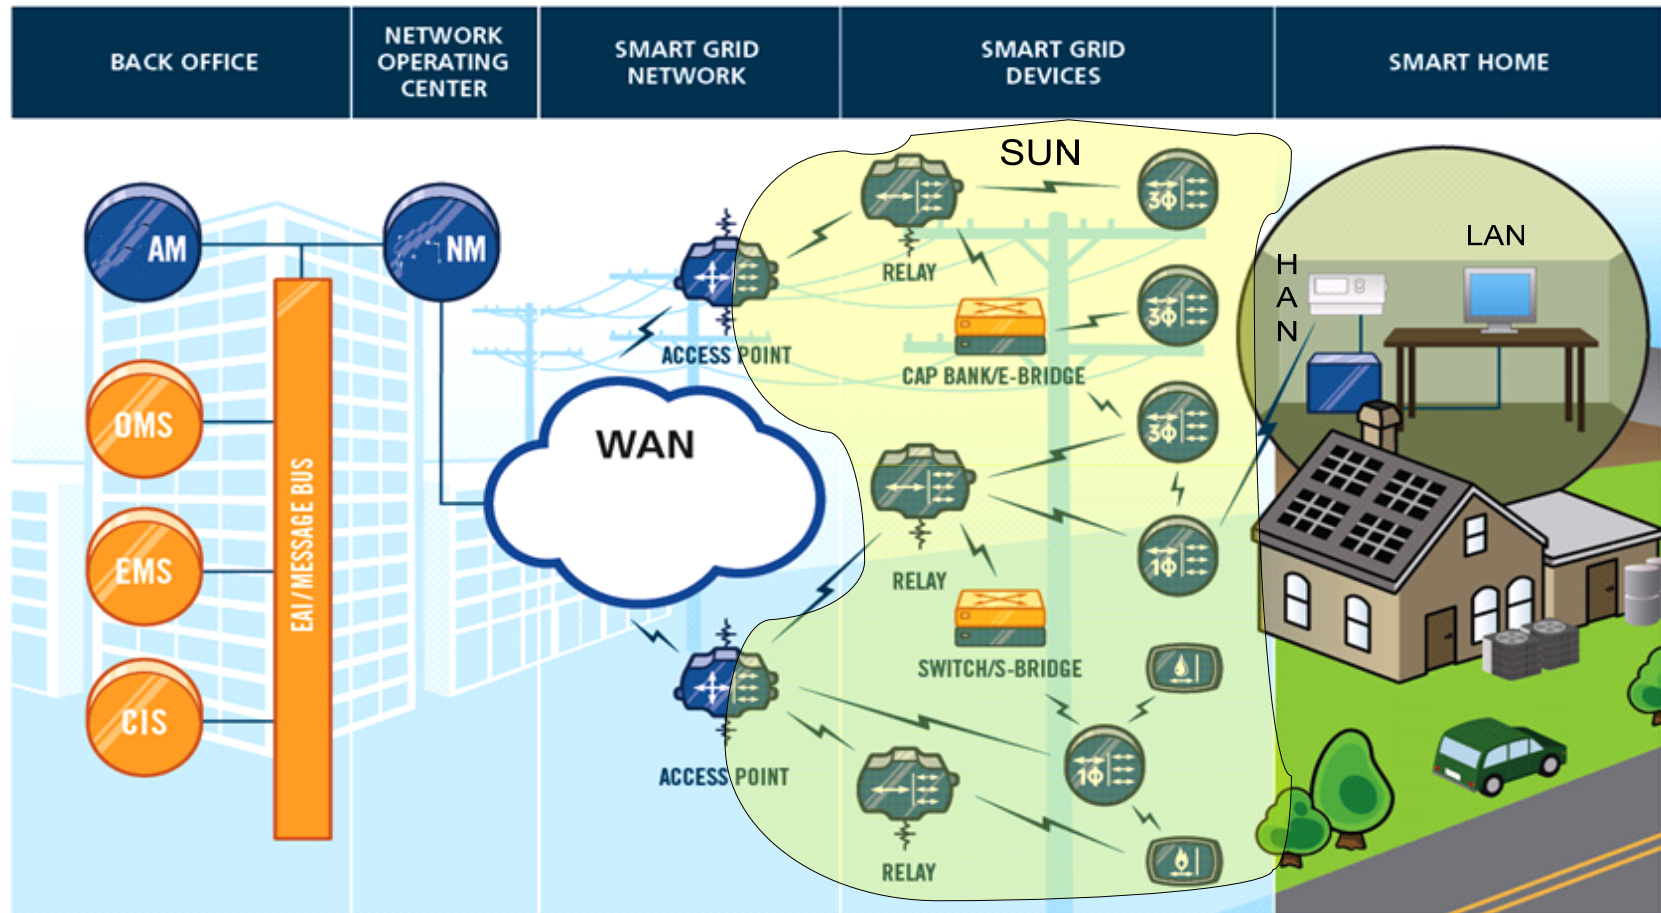 BACK OFFICE
NETWORK
OPERATING
CENTER
SMART GRID
NETWORK
SMART GRID
DEVICES
SMART HOME
SUN
AM
NM
OMS
EMS
CIS
EAI/MESSAGE BUS
ACCESS POINT
WAN
ACCESS POINT
RELAY
3Φ
3Φ
CAP BANK/E-BRIDGE
3Φ
RELAY
1Φ
SWITCH/S-BRIDGE
1Φ
RELAY
LAN
H
A
N